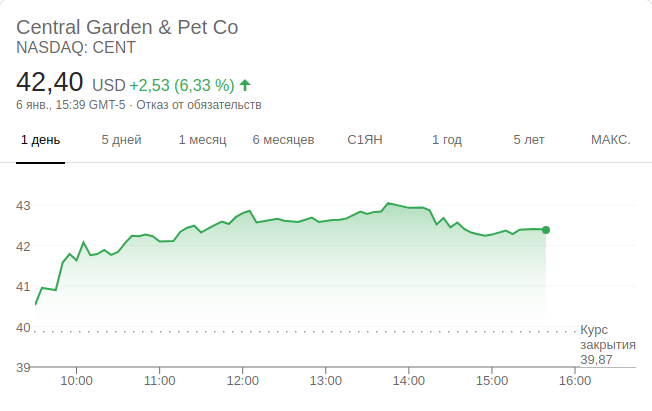 Central Garden & Pet Co
NASDAQ: CENT
42,40 USD +2,53 (6,33 %)
6 янв., 15:39 GMT-5 · Отказ от обязательств
1 день 5 дней 1 месяц 6 месяцев С1ЯН 1 год 5 лет МАКС.
43
42
41
40
Курс
закрытия
39,87
39
10:00 11:00 12:00 13:00 14:00 15:00 16:00